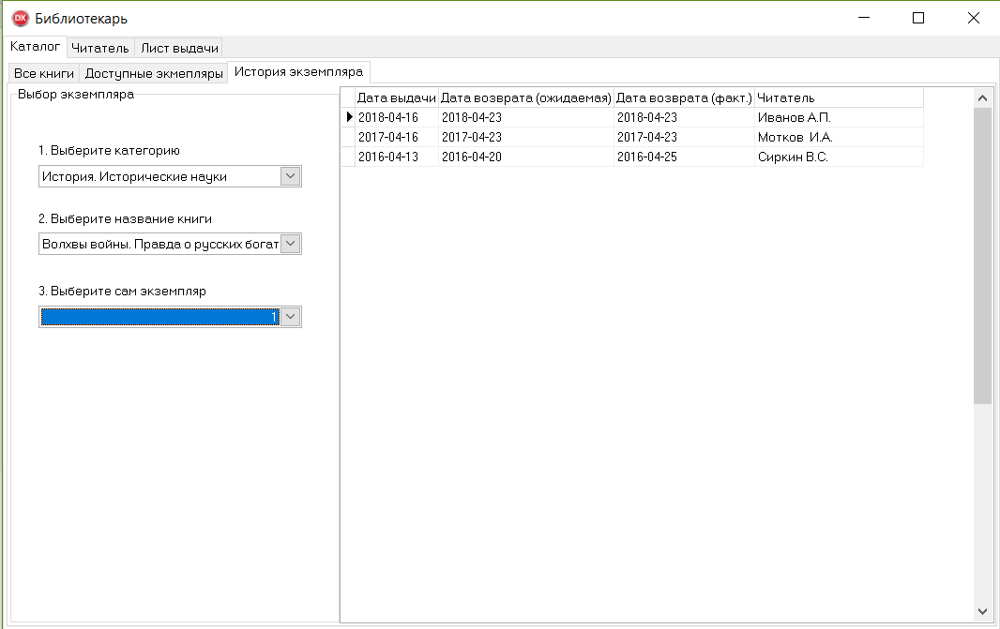 DX Библиотекарь
Каталог Читатель Лист выдачи
Все книги Доступные экмепляры История экземпляра
Выбор экземпляра
1. Выберите категорию
История. Исторические науки
2. Выберите название книги
Волхвы войны. Правда о русских богат
3. Выберите сам экземпляр
1
Дата выдачи Дата возврата (ожидаемая) Дата возврата (факт.) Читатель
2018-04-16 2018-04-23 2018-04-23 Иванов А.П.
2017-04-16 2017-04-23 2017-04-23 Мотков И.А.
2016-04-13 2016-04-20 2016-04-25 Сиркин В.С.